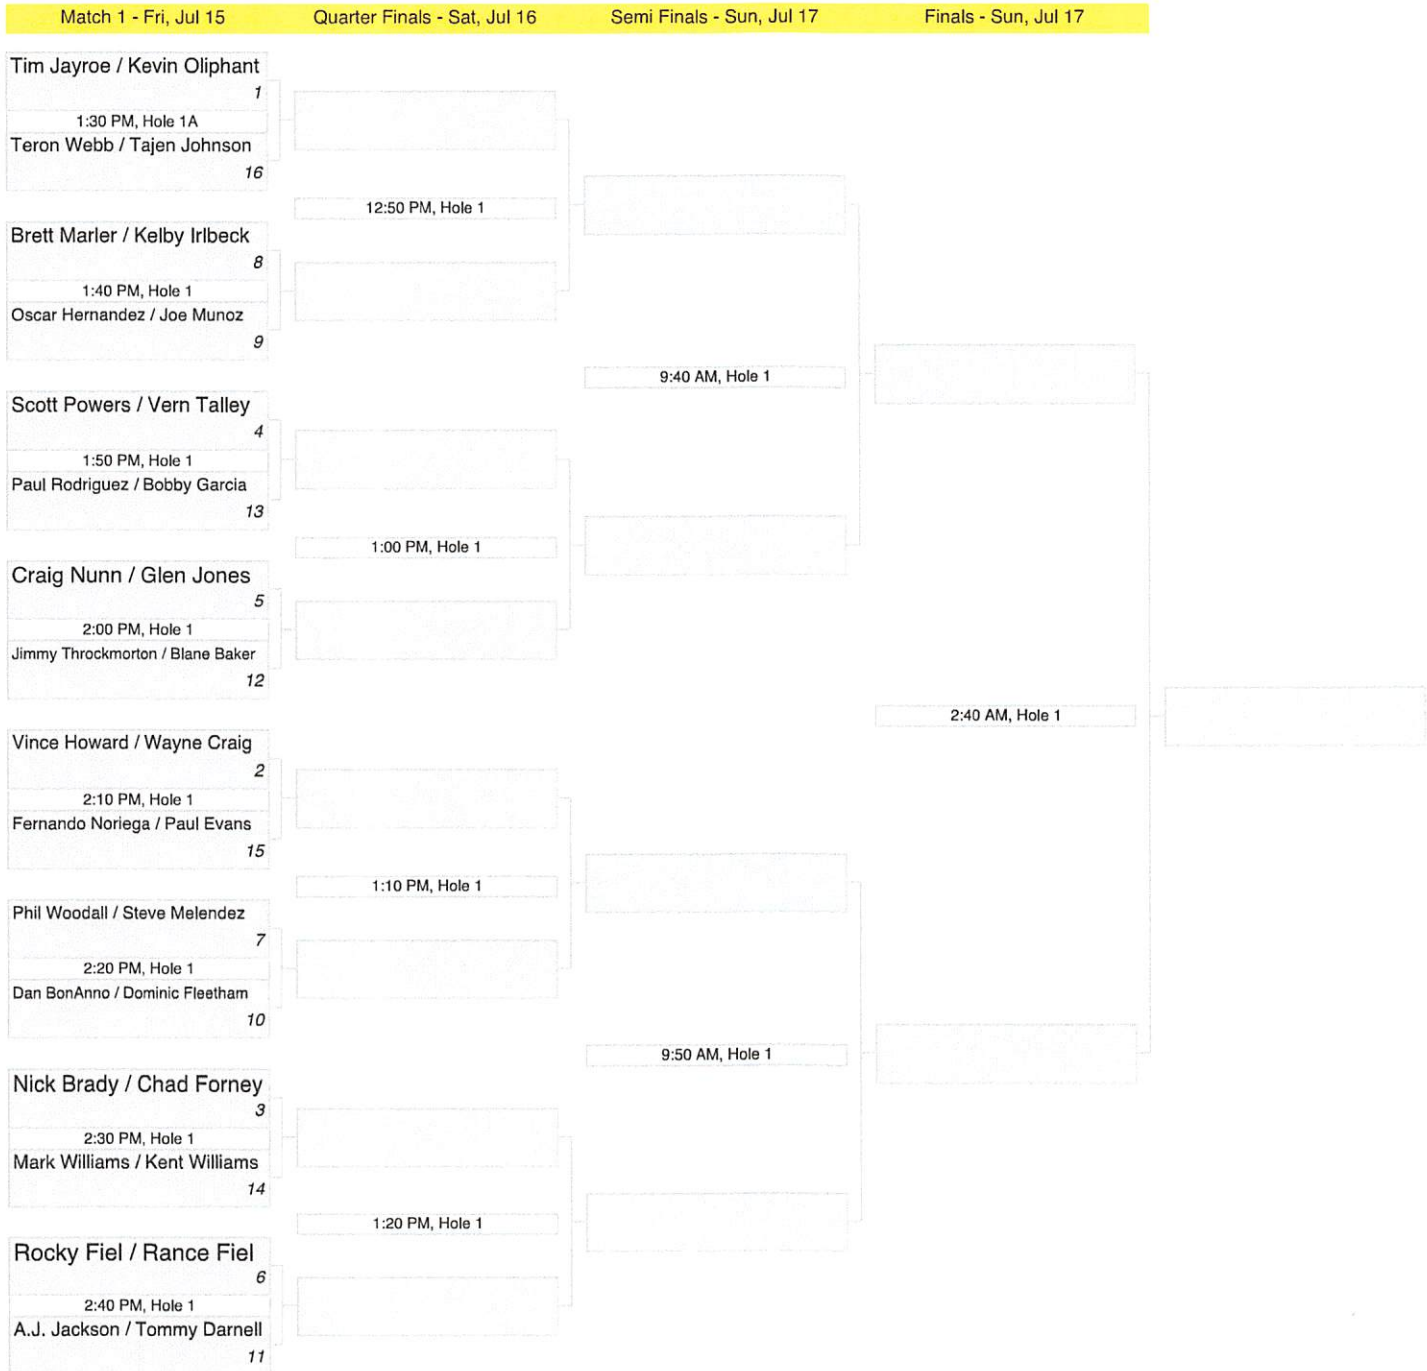 Match 1 - Fri, Jul 15
Quarter Finals - Sat, Jul 16
Semi Finals - Sun, Jul 17
Finals - Sun, Jul 17
Tim Jayroe / Kevin Oliphant
1
1:30 PM, Hole 1A
Teron Webb / Tajen Johnson
16
Brett Marler / Kelby Irlbeck
8
1:40 PM, Hole 1
Oscar Hernandez / Joe Munoz
9
Scott Powers / Vern Talley
4
1:50 PM, Hole 1
Paul Rodriguez / Bobby Garcia
13
Craig Nunn / Glen Jones
5
2:00 PM, Hole 1
Jimmy Throckmorton / Blane Baker
12
Vince Howard / Wayne Craig
2
2:10 PM, Hole 1
Fernando Noriega / Paul Evans
15
Phil Woodall / Steve Melendez
7
2:20 PM, Hole 1
Dan BonAnno / Dominic Fleetham
10
Nick Brady / Chad Forney
3
2:30 PM, Hole 1
Mark Williams / Kent Williams
14
Rocky Fiel / Rance Fiel
6
2:40 PM, Hole 1
A.J. Jackson / Tommy Darnell
11
12:50 PM, Hole 1
1:00 PM, Hole 1
1:10 PM, Hole 1
1:20 PM, Hole 1
9:40 AM, Hole 1
9:50 AM, Hole 1
2:40 AM, Hole 1